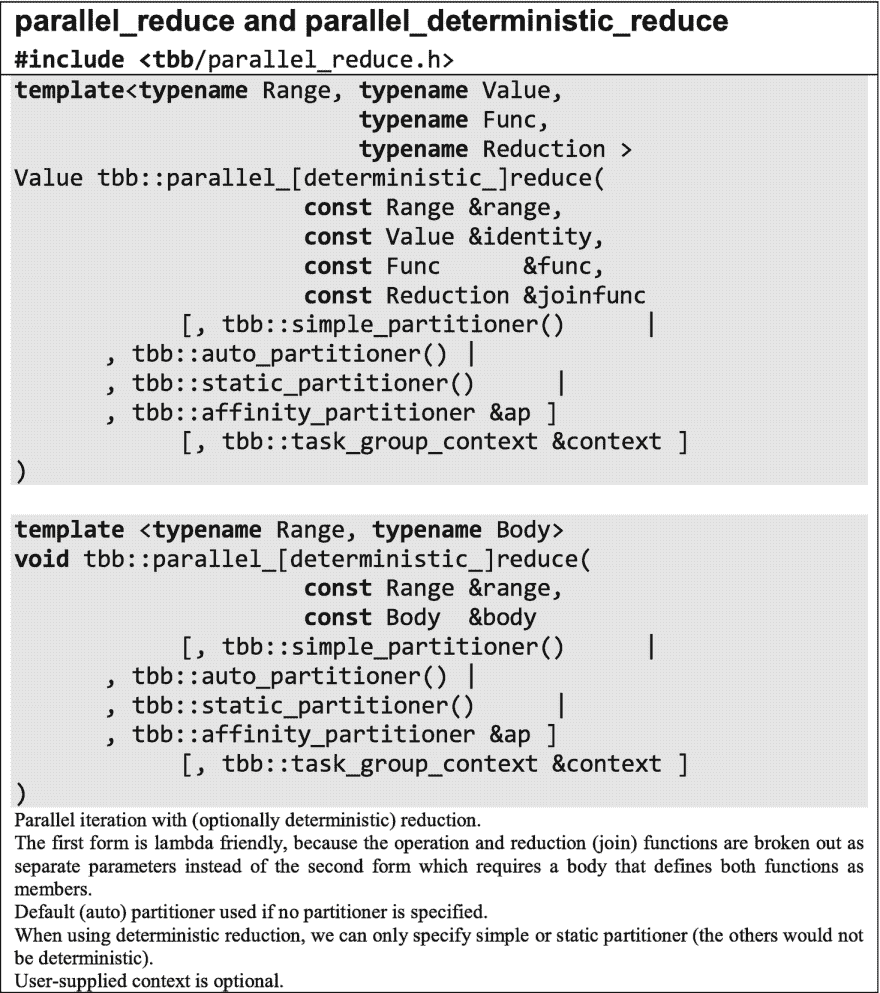 parallel_reduce and parallel_deterministic_reduce
#include <tbb/parallel_reduce.h>
template<typename Range, typename Value,
typename Func,
typename Reduction >
Value tbb::parallel_[deterministic_]reduce(
const Range &range,
const Value &identity,
const Func &func,
const Reduction &joinfunc
[, tbb::simple_partitioner() |
, tbb::auto_partitioner() |
, tbb::static_partitioner() |
, tbb::affinity_partitioner &ap ]
[, tbb::task_group_context &context ]
)
template <typename Range, typename Body>
void tbb::parallel_[deterministic_]reduce(
const Range &range,
const Body &body
[, tbb::simple_partitioner() |
, tbb::auto_partitioner() |
, tbb::static_partitioner() |
, tbb::affinity_partitioner &ap ]
[, tbb::task_group_context &context ]
)
Parallel iteration with (optionally deterministic) reduction.
The first form is lambda friendly, because the operation and reduction (join) functions are broken out as
separate parameters instead of the second form which requires a body that defines both functions as
members.
Default (auto) partitioner used if no partitioner is specified.
When using deterministic reduction, we can only specify simple or static partitioner (the others would not
be deterministic).
User-supplied context is optional.